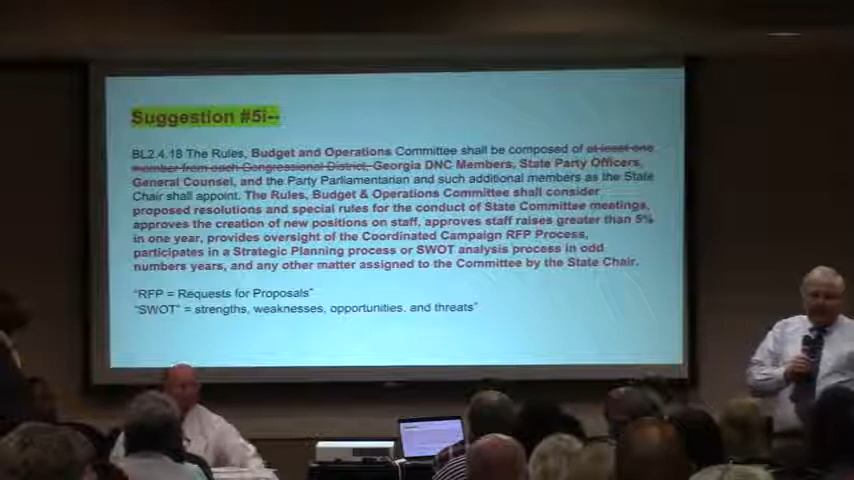 Suggestion #5i--
BL2.4.18 The Rules, Budget and Operations Committee shall be composed of at least one
member from each Congressional District, Georgia DNC Members, State Party Officers,
General Counsel, and the Party Parliamentarian and such additional members as the State
Chair shall appoint. The Rules, Budget & Operations Committee shall consider
proposed resolutions and special rules for the conduct of State Committee meetings,
approves the creation of new positions on staff, approves staff raises greater than 5%
in one year, provides oversight of the Coordinated Campaign RFP Process,
participates in a Strategic Planning process or SWOT analysis process in odd
numbers years, and any other matter assigned to the Committee by the State Chair.
"RFP = Requests for Proposals"
"SWOT" = strengths, weaknesses, opportunities. and threats"